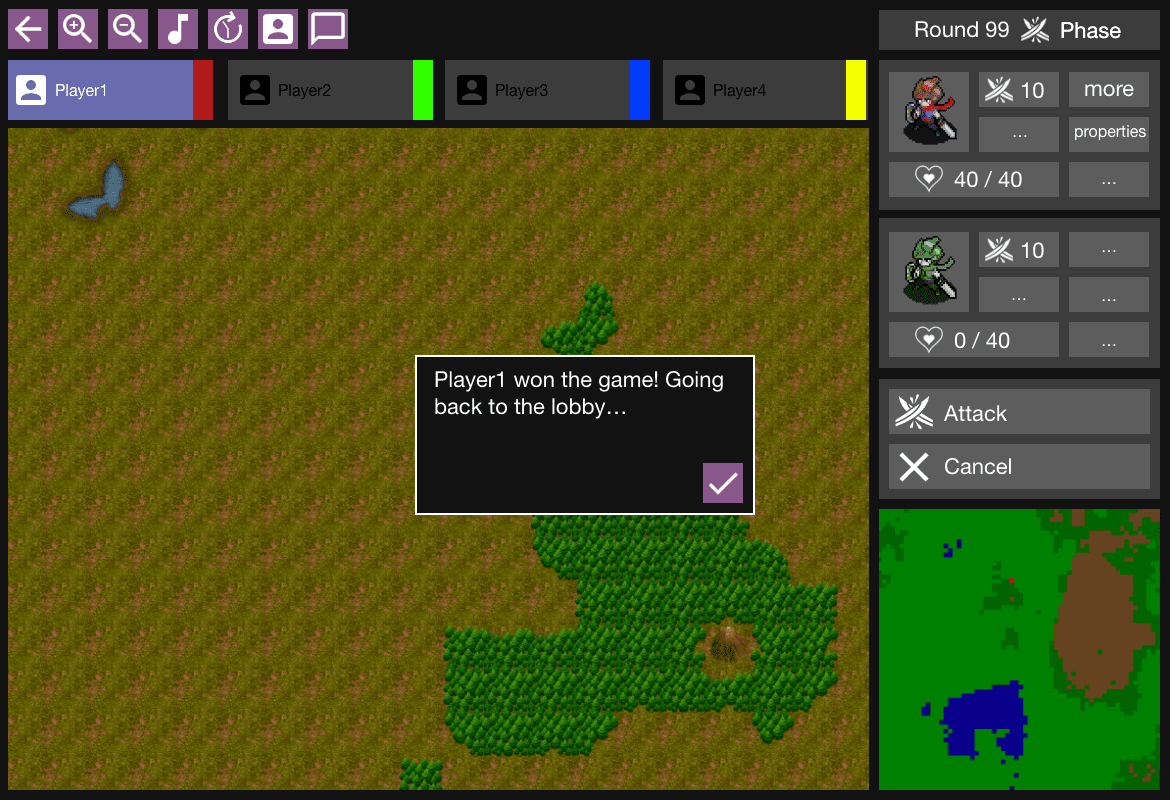 Round 99 Phase
Player1
Player2
Player3
Player4
10
more
...
properties
40 / 40
...
10
...
...
...
0 / 40
...
Player1 won the game! Going
back to the lobby...
Attack
Cancel